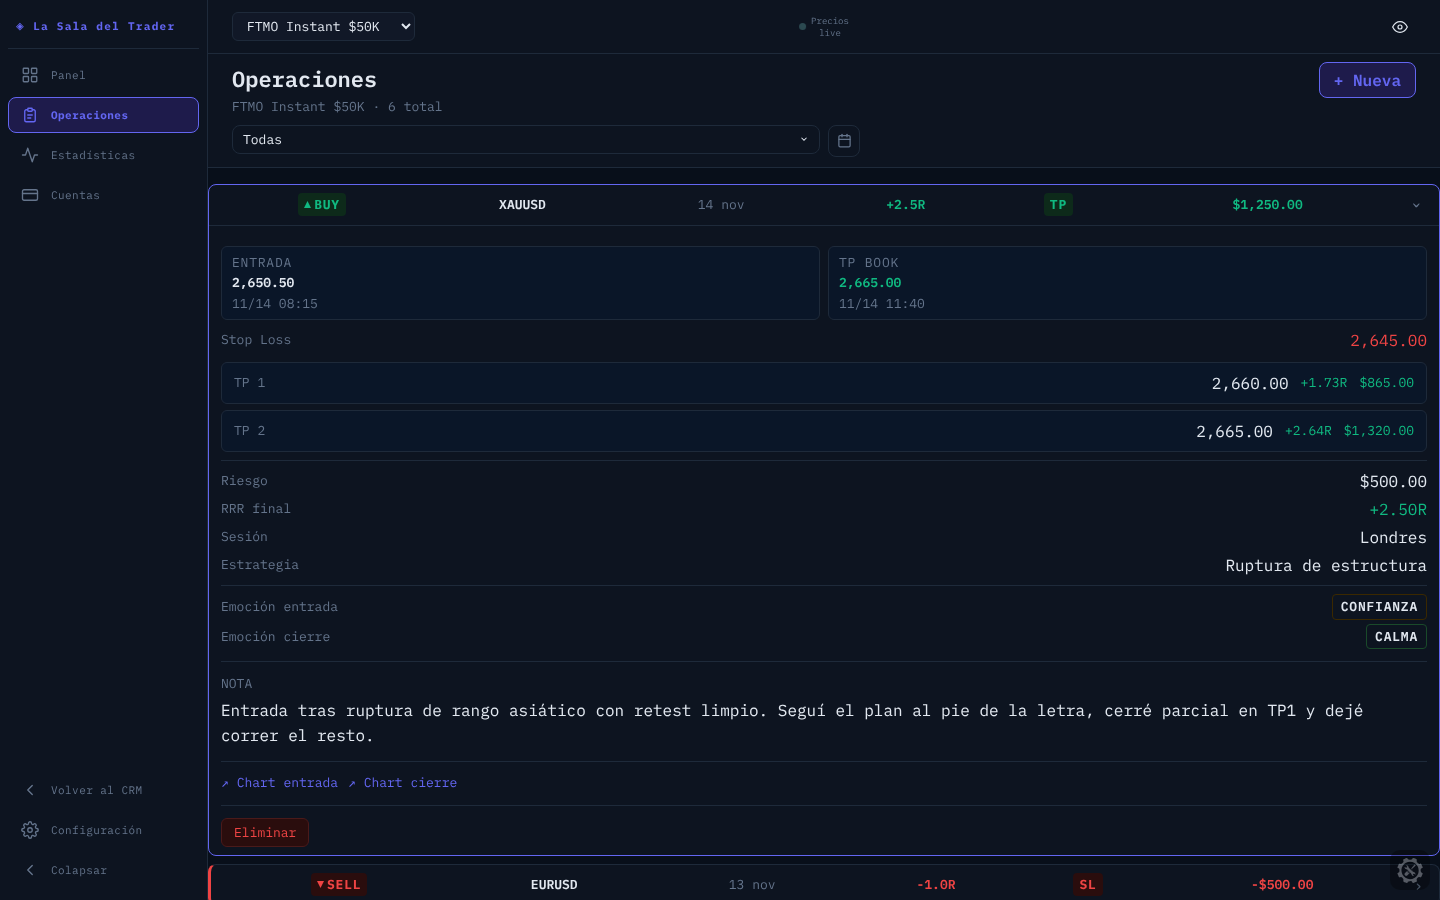 La Sala del Trader
FTMO Instant $50K
Precios
live
Panel
Operaciones
Estadísticas
Cuentas
Operaciones
FTMO Instant $50K · 6 total
+ Nueva
Todas
▲ BUY XAUUSD 14 nov +2.5R TP $1,250.00
ENTRADA
2,650.50
11/14 08:15
TP BOOK
2,665.00
11/14 11:40
Stop Loss 2,645.00
TP 1 2,660.00 +1.73R $865.00
TP 2 2,665.00 +2.64R $1,320.00
Riesgo $500.00
RRR final +2.50R
Sesión Londres
Estrategia Ruptura de estructura
Emoción entrada CONFIANZA
Emoción cierre CALMA
NOTA
Entrada tras ruptura de rango asiático con retest limpio. Seguí el plan al pie de la letra, cerré parcial en TP1 y dejé
correr el resto.
↗ Chart entrada ↗ Chart cierre
Eliminar
▼ SELL EURUSD 13 nov -1.0R SL -$500.00
Volver al CRM
Configuración
Colapsar